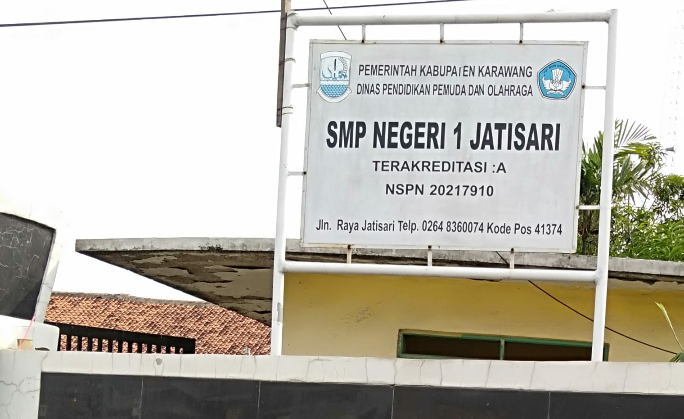 PEMERINTAH KABUPATEN KARAWANG
DINAS PENDIDIKAN PEMUDA DAN OLAHRAGA
SMP NEGERI 1 JATISARI
TERAKREDITASI :A
NSPN 20217910
Jln. Raya Jatisari Telp. 0264 8360074 Kode Pos 41374